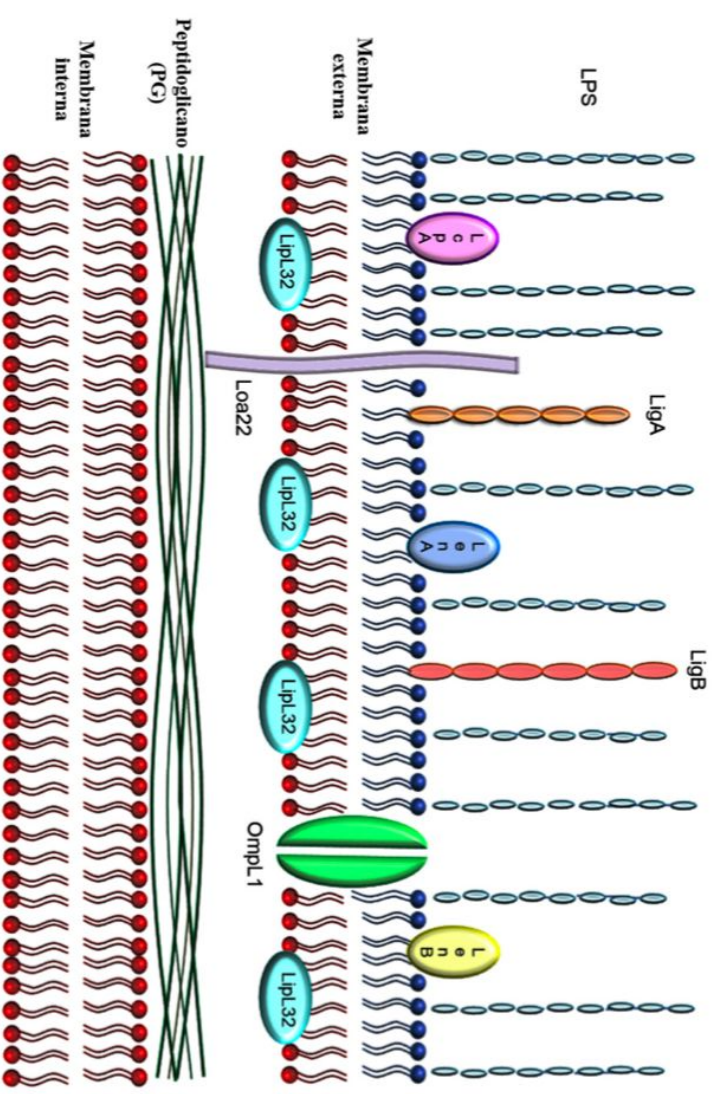 LigB
LigA
LPS
LcpA
LenA
LenB
Membrana
externa
LipL32
LipL32
LipL32
LipL32
Loa22
OmpL1
Peptidoglicano
(PG)
Membrana
interna